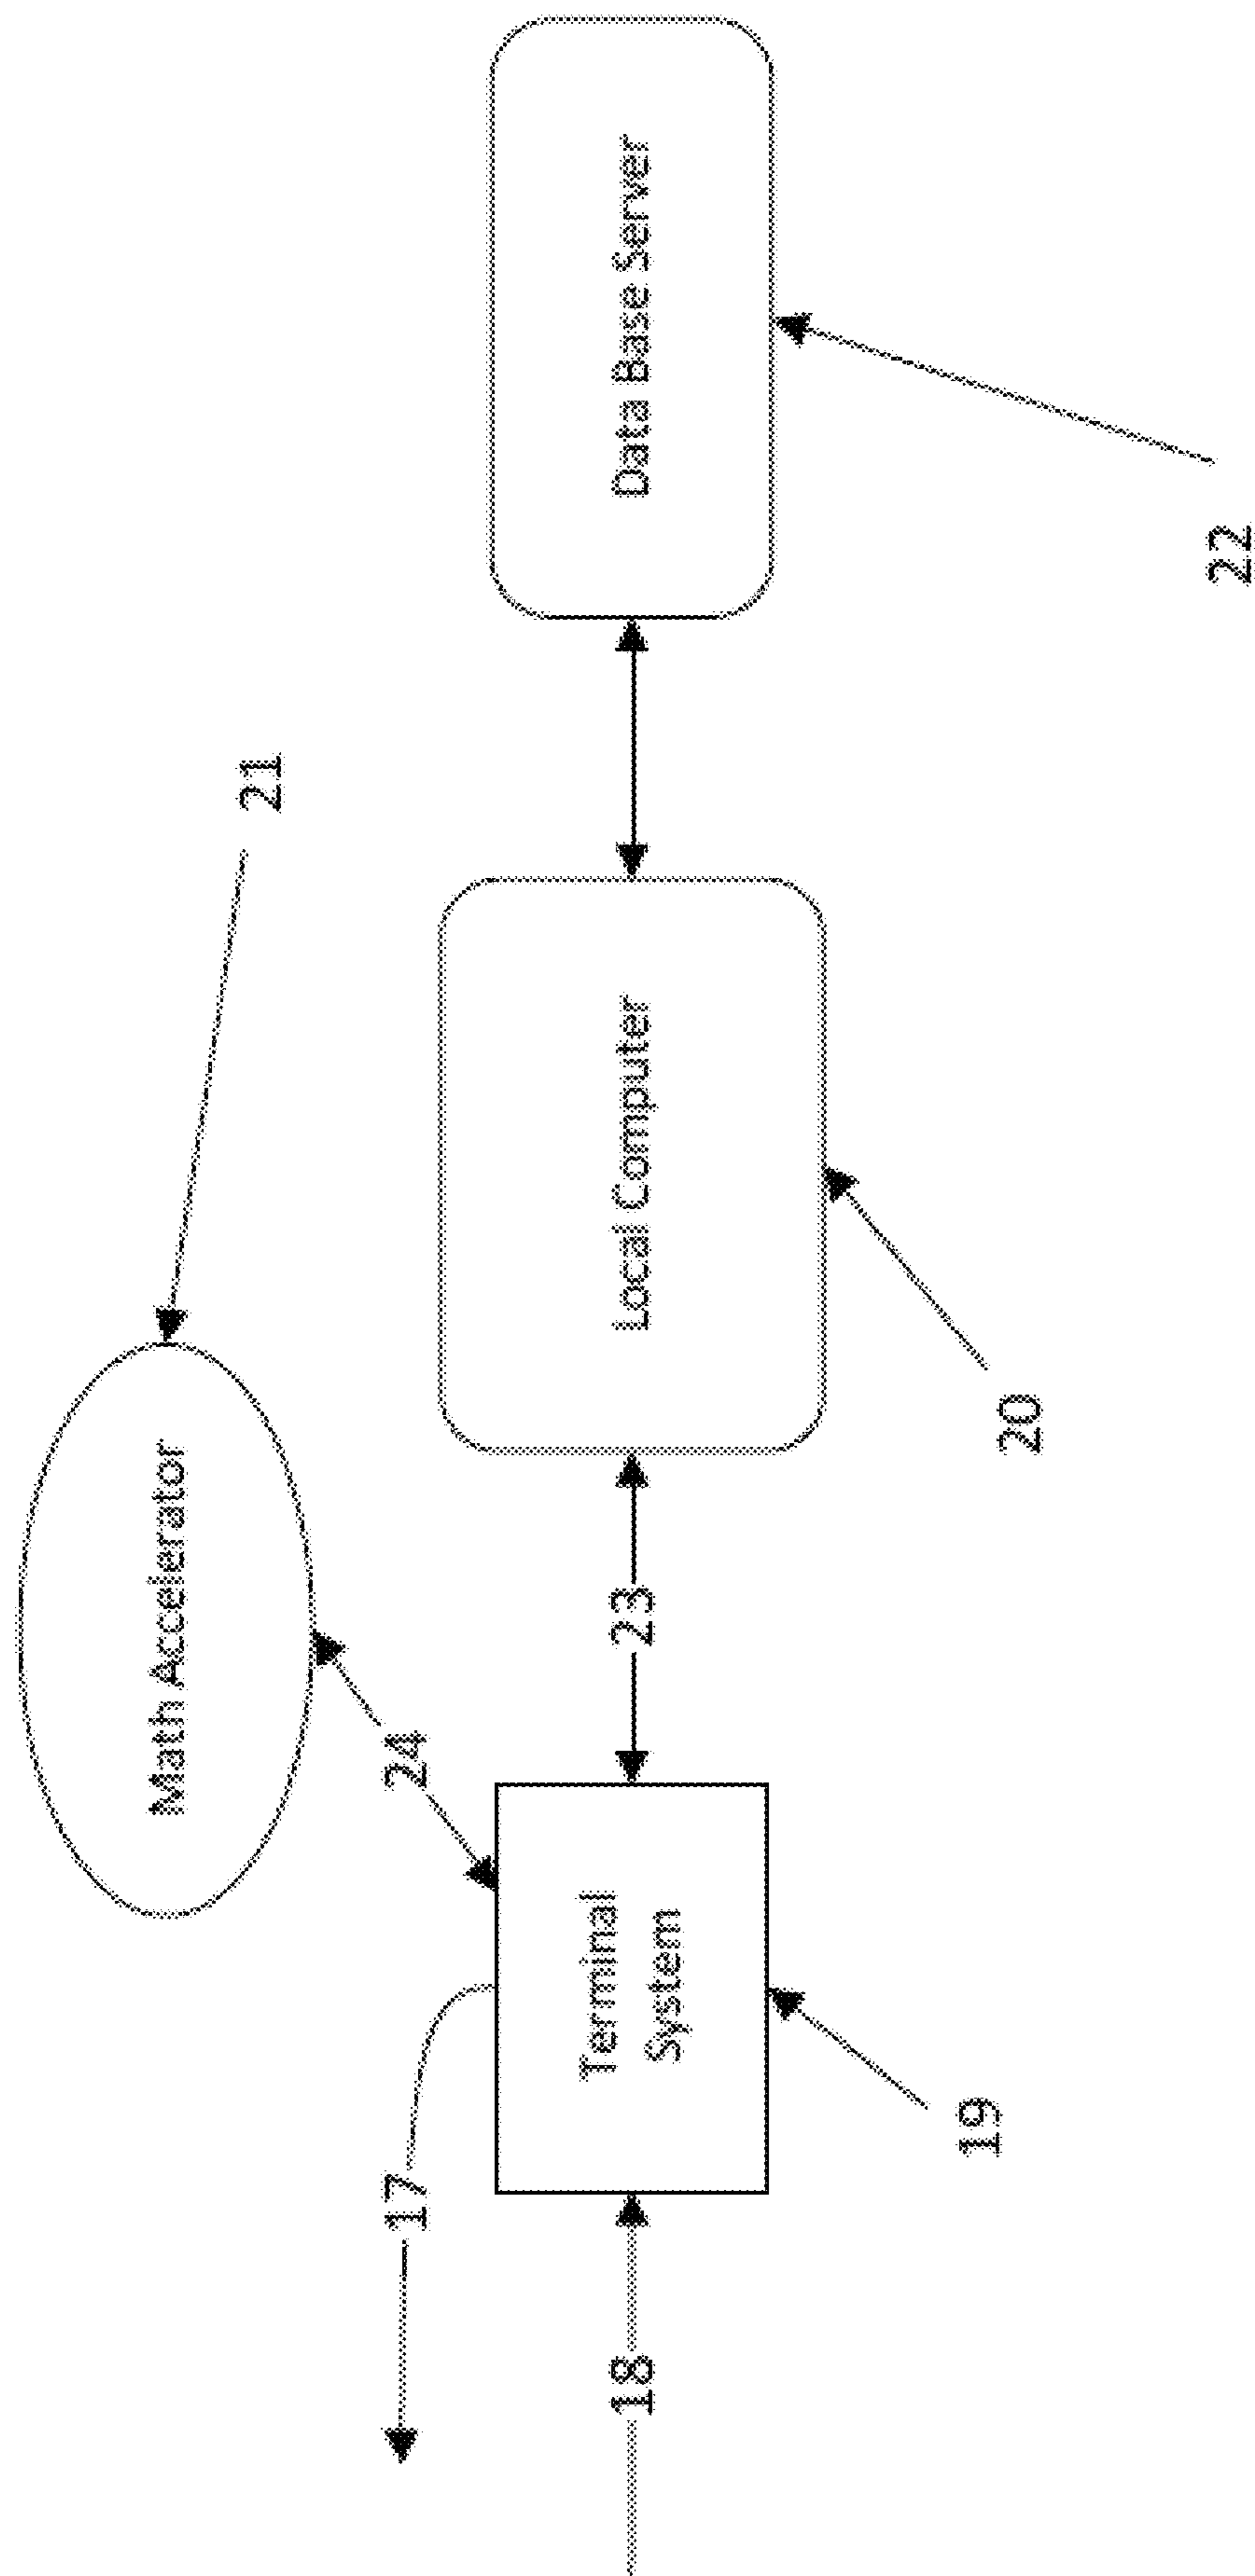 Math Accelerator
21
17
24
18
Terminal
System
23
Local Computer
Data Base Server
19
20
22